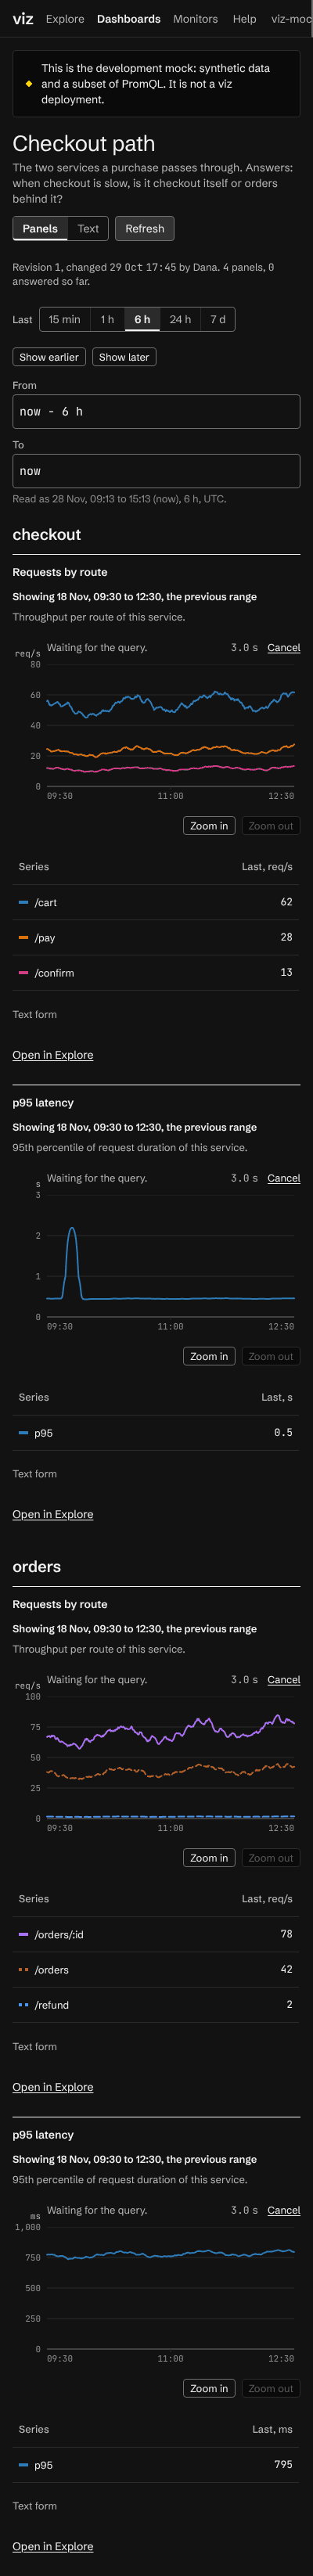 viz Explore Dashboards Monitors Help viz-moc
This is the development mock: synthetic data
and a subset of PromQL. It is not a viz
deployment.
Checkout path
The two services a purchase passes through. Answers:
when checkout is slow, is it checkout itself or orders
behind it?
Panels Text Refresh
Revision 1, changed 29 Oct 17:45 by Dana. 4 panels, 0
answered so far.
Last 15 min 1 h 6 h 24 h 7 d
Show earlier Show later
From
now - 6 h
To
now
Read as 28 Nov, 09:13 to 15:13 (now), 6 h, UTC.
checkout
Requests by route
Showing 18 Nov, 09:30 to 12:30, the previous range
Throughput per route of this service.
req/s Waiting for the query. 3.0 s Cancel
80
60
40
20
0
09:30 11:00 12:30
Zoom in Zoom out
Series Last, req/s
/cart 62
/pay 28
/confirm 13
Text form
Open in Explore
p95 latency
Showing 18 Nov, 09:30 to 12:30, the previous range
95th percentile of request duration of this service.
s Waiting for the query. 3.0 s Cancel
3
2
1
0
09:30 11:00 12:30
Zoom in Zoom out
Series Last, s
p95 0.5
Text form
Open in Explore
orders
Requests by route
Showing 18 Nov, 09:30 to 12:30, the previous range
Throughput per route of this service.
req/s Waiting for the query. 3.0 s Cancel
100
75
50
25
0
09:30 11:00 12:30
Zoom in Zoom out
Series Last, req/s
/orders/:id 78
/orders 42
/refund 2
Text form
Open in Explore
p95 latency
Showing 18 Nov, 09:30 to 12:30, the previous range
95th percentile of request duration of this service.
ms Waiting for the query. 3.0 s Cancel
1,000
750
500
250
0
09:30 11:00 12:30
Zoom in Zoom out
Series Last, ms
p95 795
Text form
Open in Explore